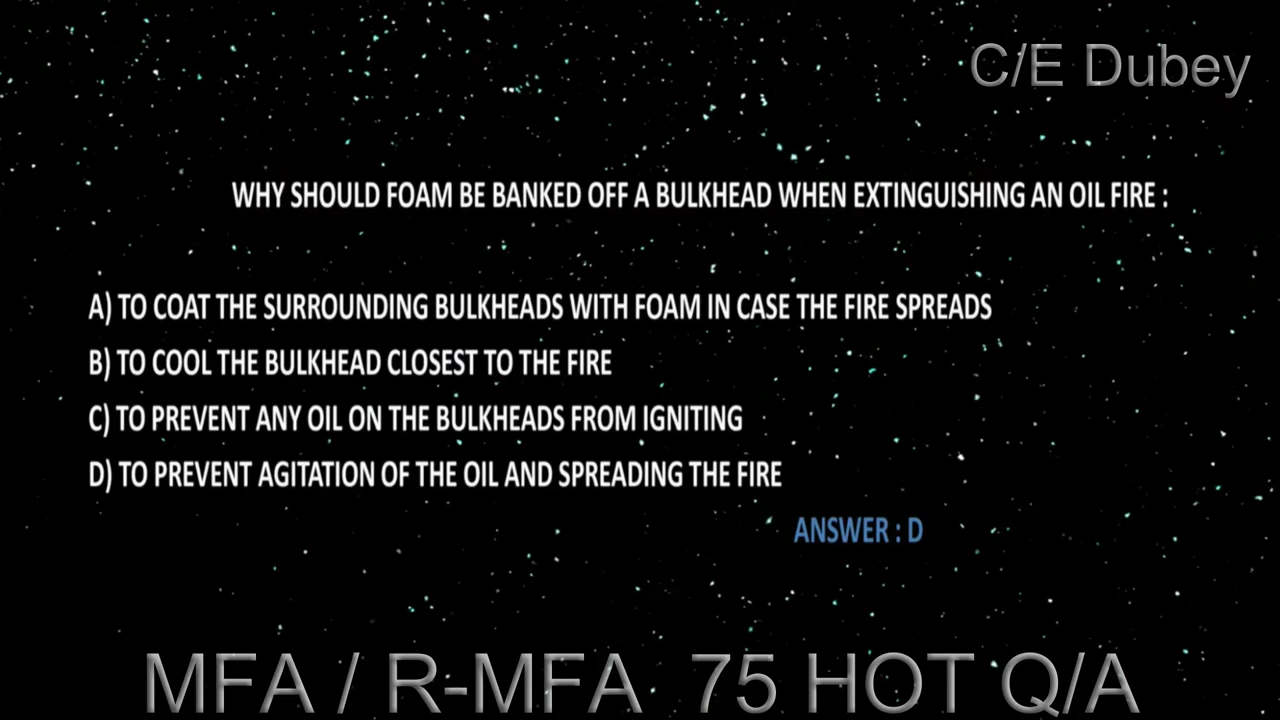 C/E Dubey
WHY SHOULD FOAM BE BANKED OFF A BULKHEAD WHEN EXTINGUISHING AN OIL FIRE :
A) TO COAT THE SURROUNDING BULKHEADS WITH FOAM IN CASE THE FIRE SPREADS
B) TO COOL THE BULKHEAD CLOSEST TO THE FIRE
C) TO PREVENT ANY OIL ON THE BULKHEADS FROM IGNITING
D) TO PREVENT AGITATION OF THE OIL AND SPREADING THE FIRE
ANSWER : D
MFA / R-MFA 75 HOT Q/A